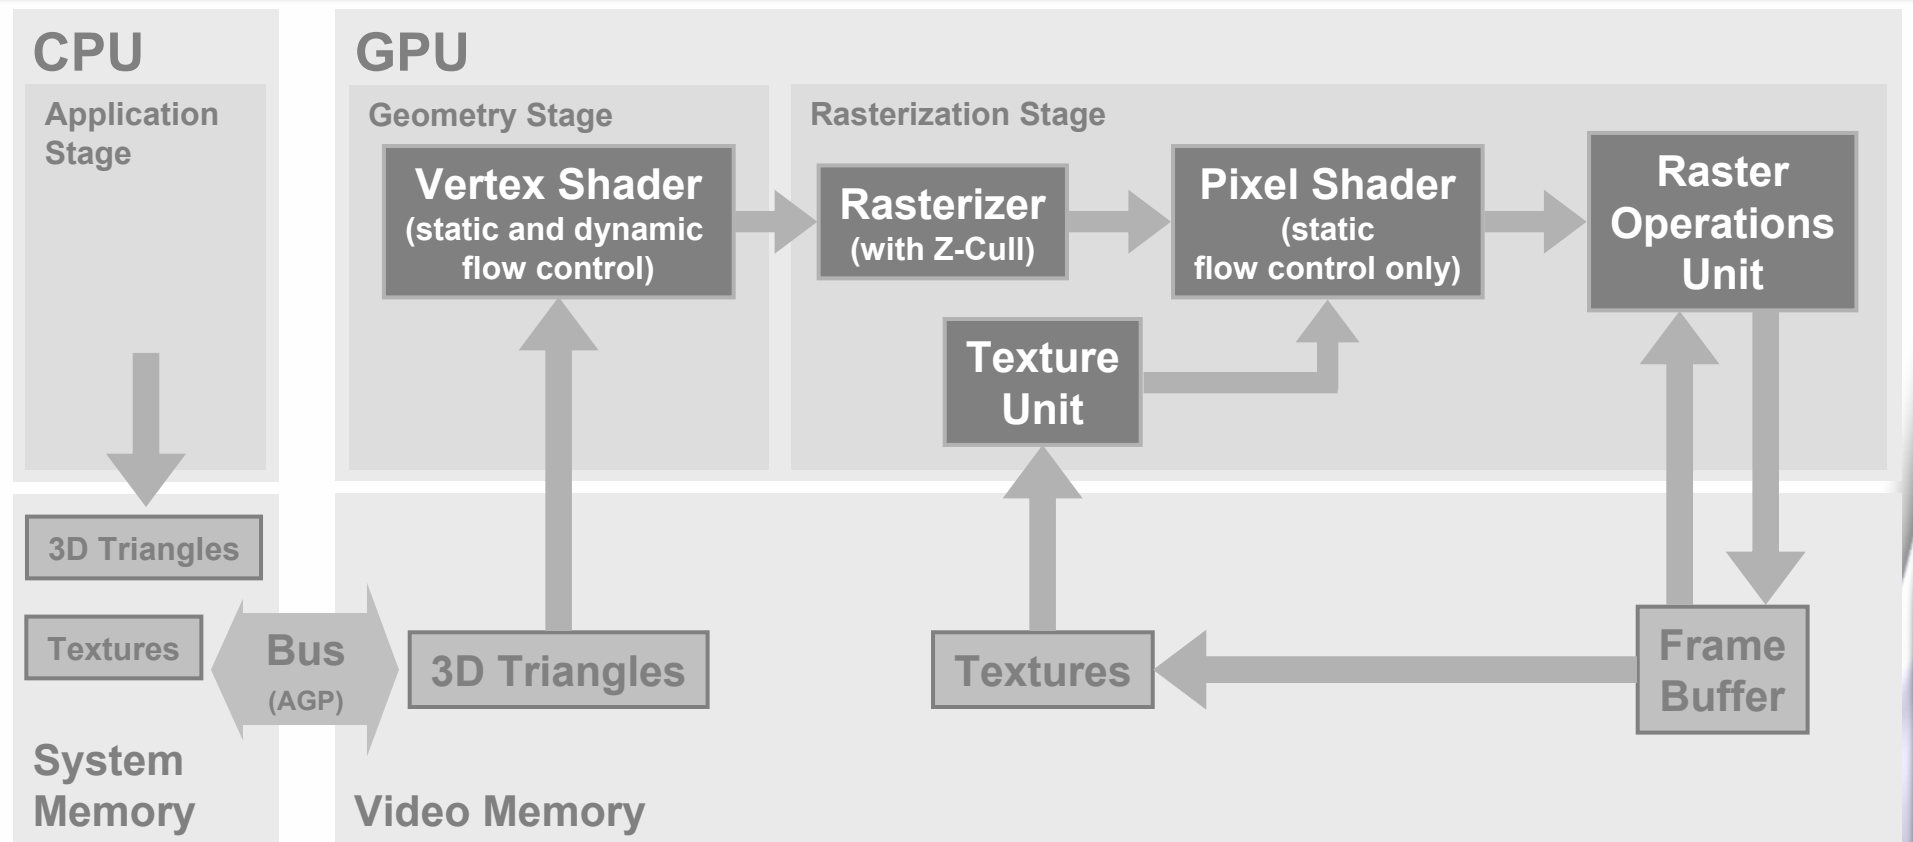 CPU
Application
Stage
GPU
Geometry Stage
Vertex Shader
(static and dynamic
flow control)
Rasterization Stage
Rasterizer
(with Z-Cull)
Pixel Shader
(static
flow control only)
Raster
Operations
Unit
Texture
Unit
3D Triangles
Textures
Bus
(AGP)
System
Memory
3D Triangles
Textures
Frame
Buffer
Video Memory